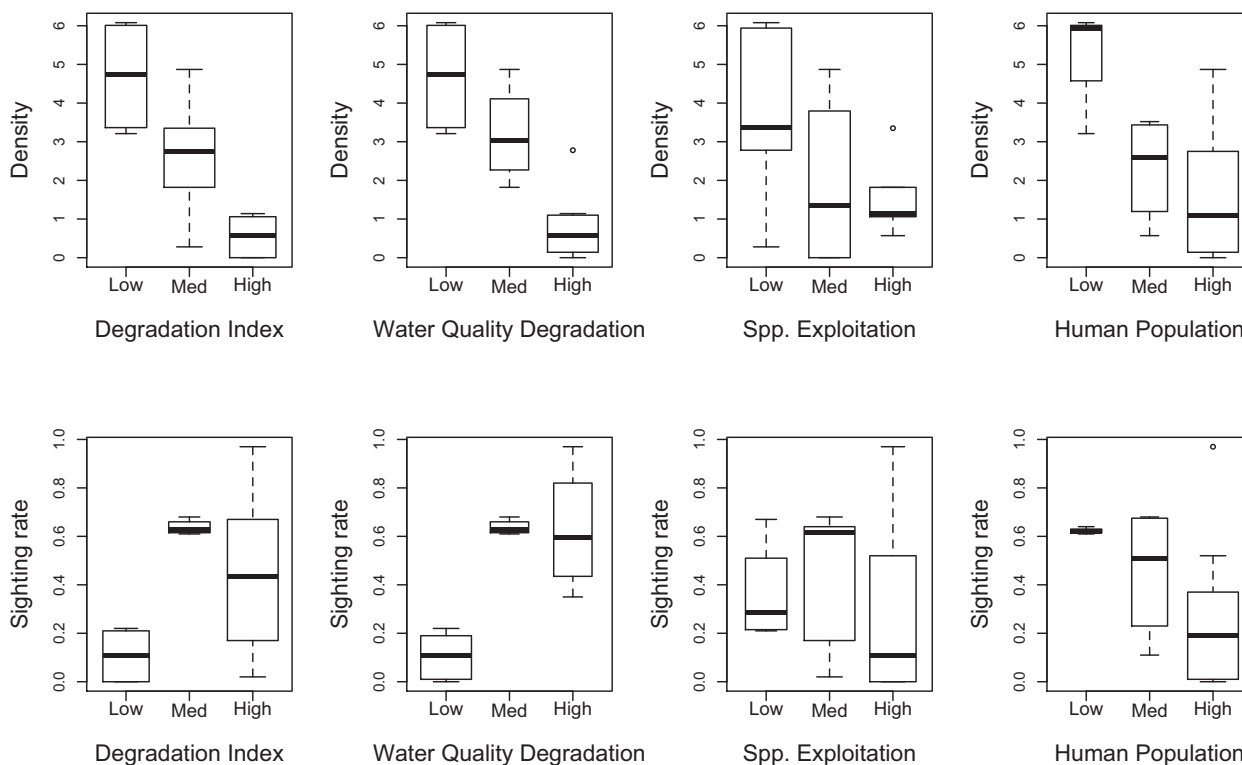 Density
0 1 2 3 4 5 6
Low Med High
Degradation Index
Density
0 1 2 3 4 5 6
Low Med High
Water Quality Degradation
Density
0 1 2 3 4 5 6
Low Med High
Spp. Exploitation
Density
0 1 2 3 4 5 6
Low Med High
Human Population
Sighting rate
0.0 0.2 0.4 0.6 0.8 1.0
Low Med High
Degradation Index
Sighting rate
0.0 0.2 0.4 0.6 0.8 1.0
Low Med High
Water Quality Degradation
Sighting rate
0.0 0.2 0.4 0.6 0.8 1.0
Low Med High
Spp. Exploitation
Sighting rate
0.0 0.2 0.4 0.6 0.8 1.0
Low Med High
Human Population